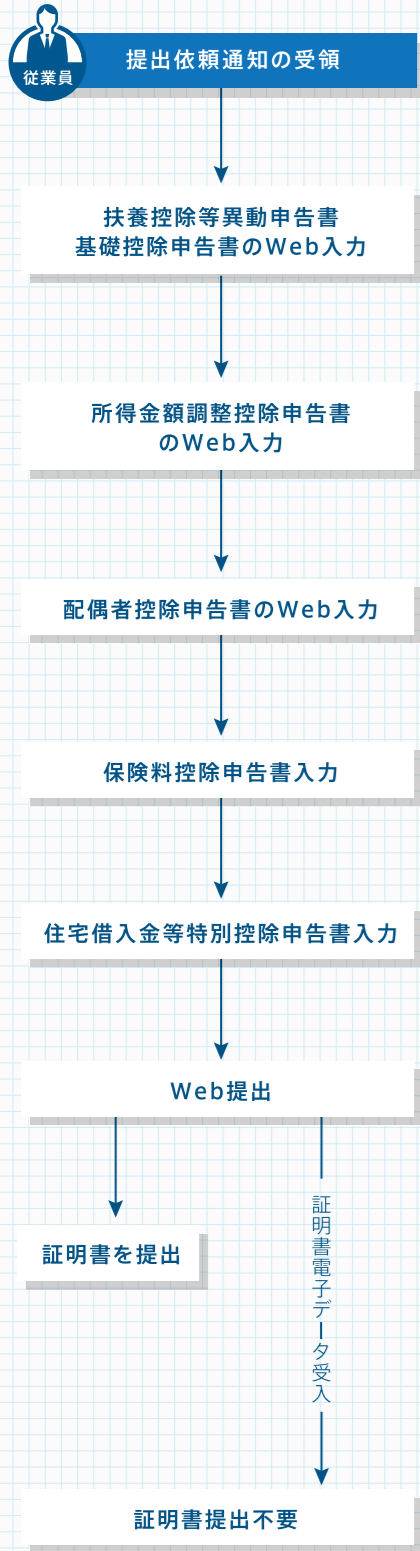 従業員
提出依頼通知の受領
扶養控除等異動申告書
基礎控除申告書のWeb入力
所得金額調整控除申告書
のWeb入力
配偶者控除申告書のWeb入力
保険料控除申告書入力
住宅借入金等特別控除申告書入力
Web提出
証明書を提出
証明書電子データ受入
証明書提出不要